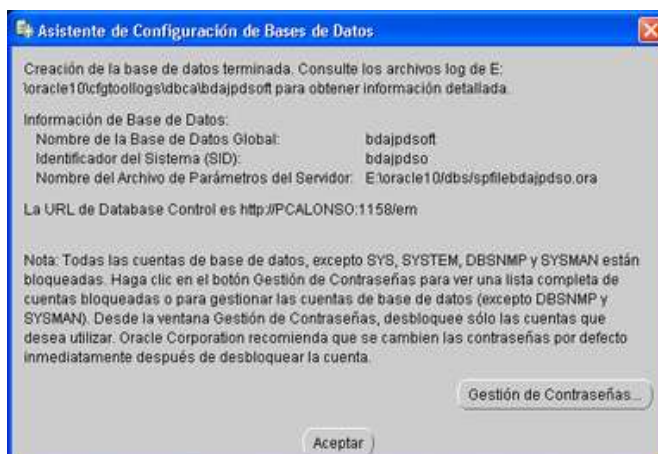 Asistente de Configuración de Bases de Datos
Creación de la base de datos terminada. Consulte los archivos log de E:
\oracle10\cfgtoollogs\dbca\bdajpdsoft para obtener información detallada.
Información de Base de Datos:
Nombre de la Base de Datos Global: bdajpdsoft
Identificador del Sistema (SID): bdajpdso
Nombre del Archivo de Parámetros del Servidor: E:\oracle10/dbs/spfilebdajpdso.ora
La URL de Database Control es http://PCALONSO:1158/em
Nota: Todas las cuentas de base de datos, excepto SYS, SYSTEM, DBSNMP y SYSMAN están
bloqueadas. Haga clic en el botón Gestión de Contraseñas para ver una lista completa de
cuentas bloqueadas o para gestionar las cuentas de base de datos (excepto DBSNMP y
SYSMAN). Desde la ventana Gestión de Contraseñas, desbloquee sólo las cuentas que
desea utilizar. Oracle Corporation recomienda que se cambien las contraseñas por defecto
inmediatamente después de desbloquear la cuenta.
Gestión de Contraseñas...
Aceptar